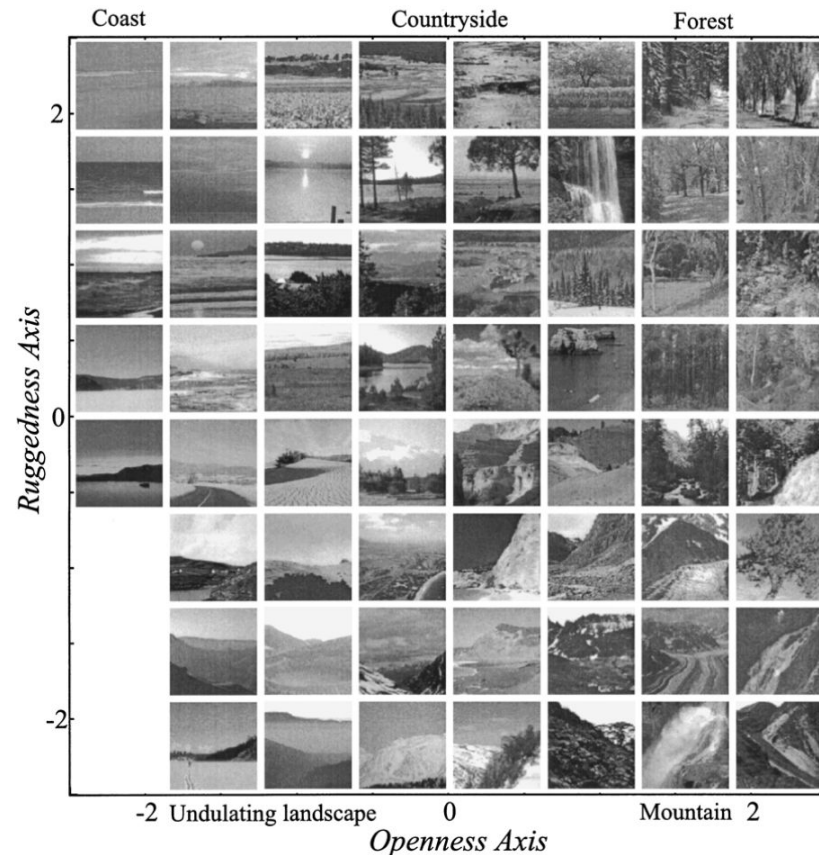 Coast Countryside Forest
2
0
-2
Ruggedness Axis
-2 Undulating landscape 0 Mountain 2
Openness Axis